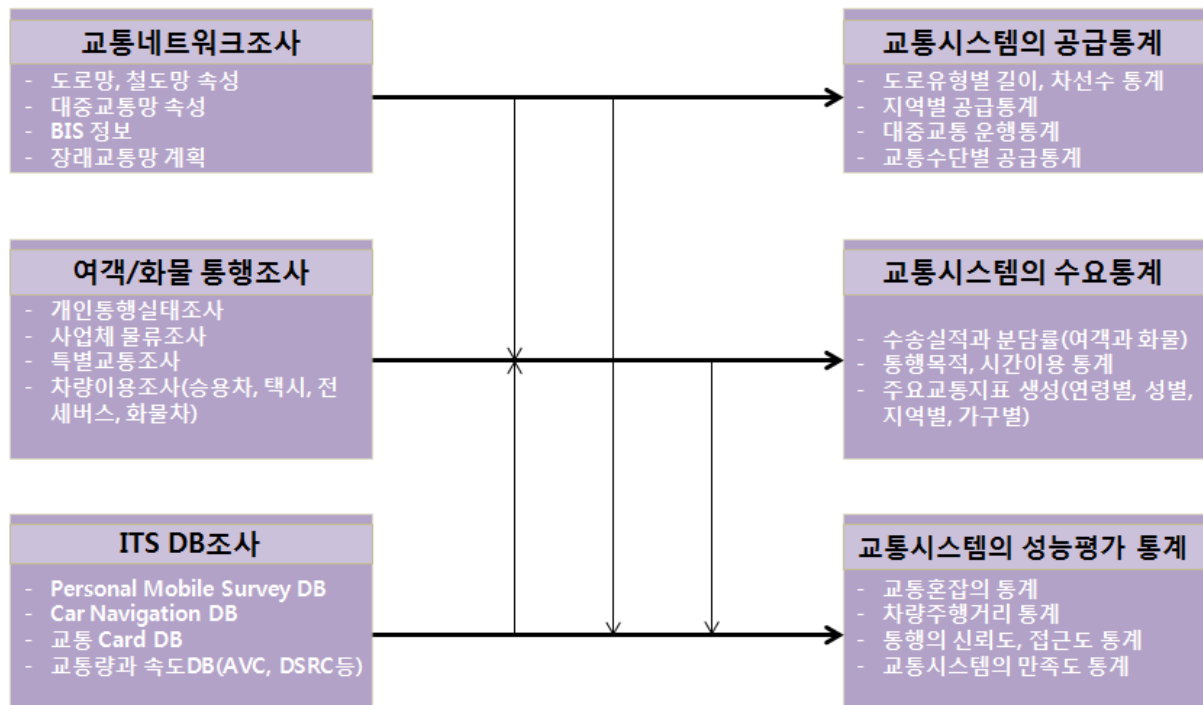 교통네트워크조사
- 도로망, 철도망 속성
- 대중교통망 속성
- BIS 정보
- 장래교통망 계획
교통시스템의 공급통계
- 도로유형별 길이, 차선수 통계
- 지역별 공급통계
- 대중교통 운행통계
- 교통수단별 공급통계
여객/화물 통행조사
- 개인통행실태조사
- 사업체 물류조사
- 특별교통조사
- 차량이용조사(승용차, 택시, 전
세버스, 화물차)
교통시스템의 수요통계
- 수송실적과 분담률(여객과 화물)
- 통행목적, 시간이용 통계
- 주요교통지표 생성(연령별, 성별,
지역별, 가구별)
ITS DB조사
- Personal Mobile Survey DB
- Car Navigation DB
- 교통 Card DB
- 교통량과 속도DB(AVC, DSRC등)
교통시스템의 성능평가 통계
- 교통혼잡의 통계
- 차량주행거리 통계
- 통행의 신뢰도, 접근도 통계
- 교통시스템의 만족도 통계